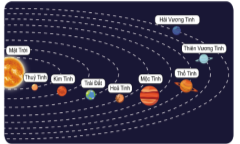 Hải Vương Tinh
Thiên Vương Tinh
Mặt Trời
Thuỷ Tinh
Kim Tinh
Trái Đất
Hoả Tinh
Mộc Tinh
Thổ Tinh